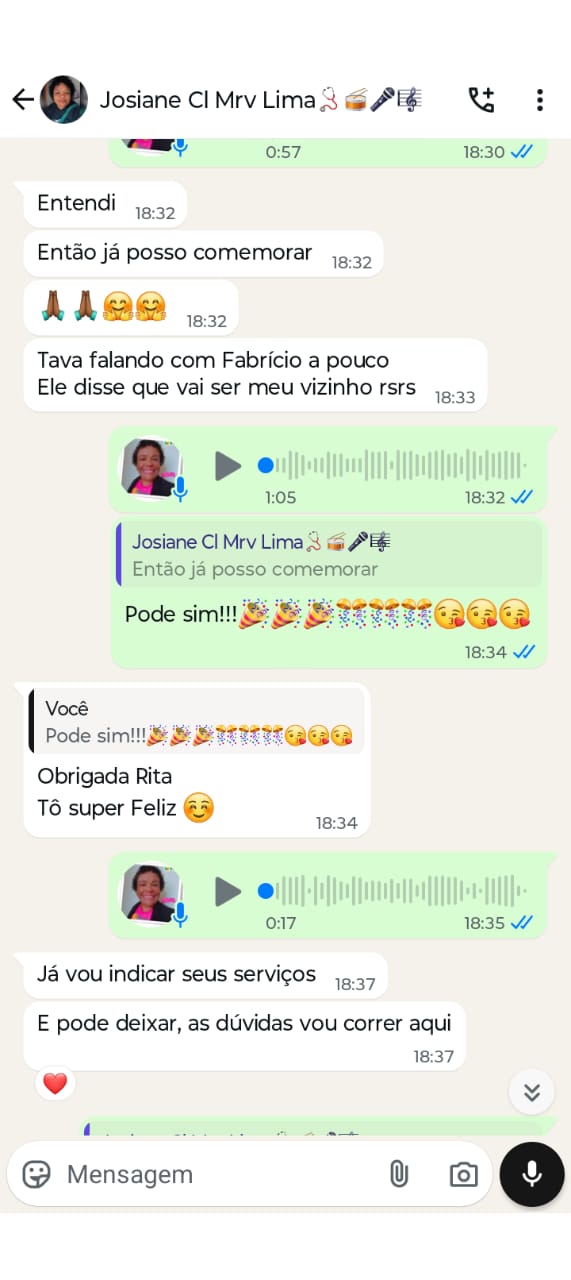 Josiane Cl Mrv Lima🩺🥁🎤🎼
0:57 18:30
Entendi 18:32
Então já posso comemorar 18:32
🙏🏾🙏🏾🤗🤗 18:32
Tava falando com Fabrício a pouco
Ele disse que vai ser meu vizinho rsrs 18:33
1:05 18:32
Josiane Cl Mrv Lima🩺🥁🎤🎼
Então já posso comemorar
Pode sim!!!🎉🎉🎉🎊🎊🎊😘😘😘
18:34
Você
Pode sim!!!🎉🎉🎉🎊🎊🎊😘😘😘
Obrigada Rita
Tô super Feliz ☺️ 18:34
0:17 18:35
Já vou indicar seus serviços 18:37
E pode deixar, as dúvidas vou correr aqui
18:37
❤️
Mensagem